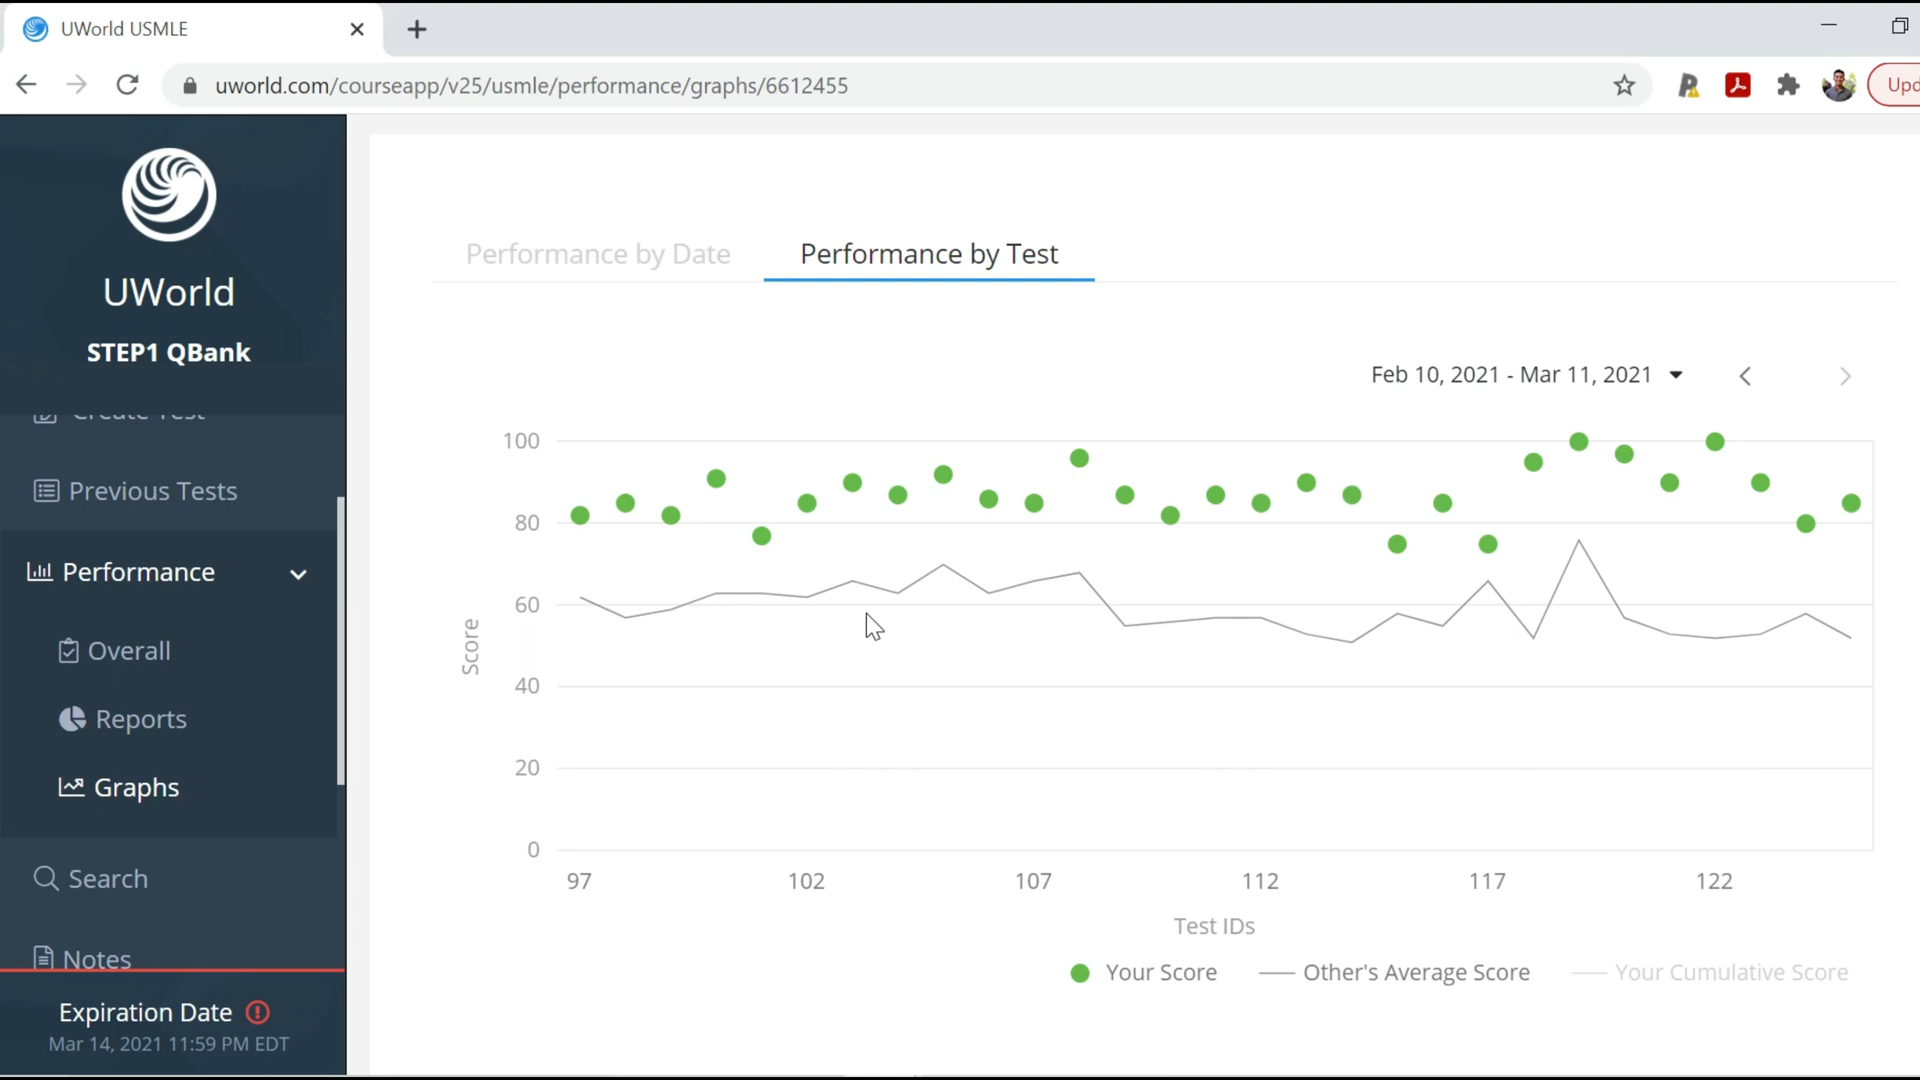 UWorld USMLE
uworld.com/courseapp/v25/usmle/performance/graphs/6612455
Upd
UWorld
STEP1 QBank
Create Test
Previous Tests
Performance
Overall
Reports
Graphs
Search
Notes
Expiration Date
Mar 14, 2021 11:59 PM EDT
Performance by Date Performance by Test
Feb 10, 2021 - Mar 11, 2021
100
80
60
40
20
0
Score
97 102 107 112 117 122
Test IDs
Your Score Other's Average Score Your Cumulative Score